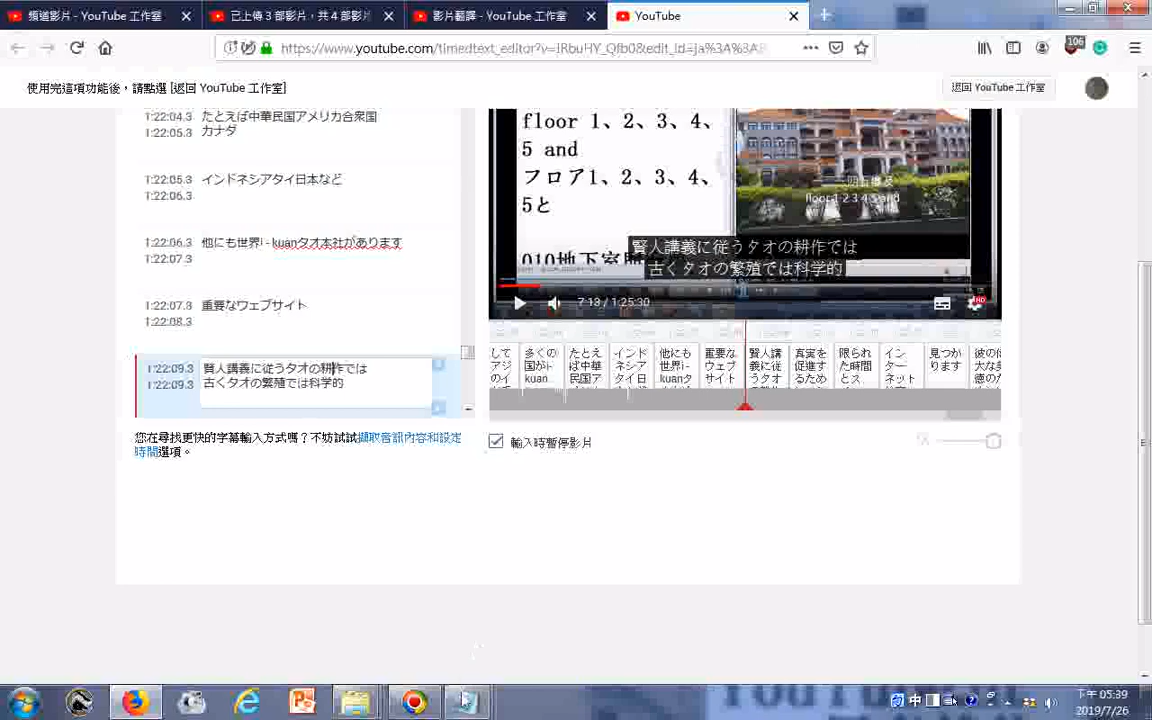 頻道影片 - YouTube 工作室
已上傳 3 部影片，共 4 部影片
影片翻譯 - YouTube 工作室
YouTube
106
使用完這項功能後，請點選 [返回 YouTube 工作室]
返回 YouTube 工作室
1:22:04.3
1:22:05.3
たとえば中華民国アメリカ合衆国
カナダ
1:22:05.3
1:22:06.3
インドネシアタイ日本など
1:22:06.3
1:22:07.3
他にも世界i - kuanタオ本社があります
1:22:07.3
1:22:08.3
重要なウェブサイト
1:22:09.3
1:22:09.3
賢人講義に従うタオの耕作では
古くタオの繁殖では科学的
您在尋找更快的字幕輸入方式嗎？不妨試試擷取音訊內容和設定
時間選項。
floor 1、2、3、4、
5 and
フロア1、2、3、4、
5と
floor 1 2 3 4 5 and
賢人講義に従うタオの耕作では
古くタオの繁殖では科学的
7:13 / 1:25:30
HD
して
アジ
のイ
多くの
国がi-
kuan
たとえ
ば中華
民国ア
インド
ネシア
タイ日
他にも
世界i -
kuanタ
重要な
ウェブ
サイト
賢人講
義に従
うタオ
真実を
促進す
るため
限られ
た時間
とス
イン
ター
ネット
見つか
ります
輸入時暫停影片
中
下午 05:39
2019/7/26